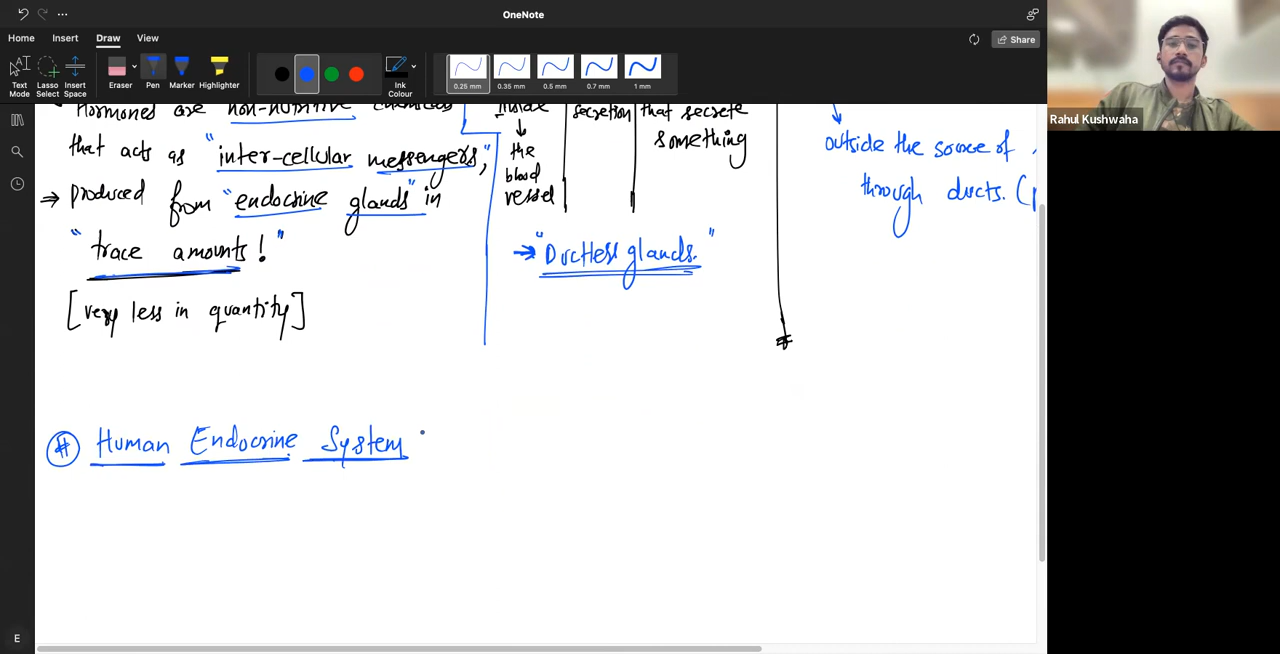 OneNote
Home Insert Draw View
Share
Text Mode
Lasso Select
Insert Space
Eraser
Pen
Marker
Highlighter
Ink Colour
0.25 mm
0.35 mm
0.5 mm
0.7 mm
1 mm
Rahul Kushwaha
Hormones are non-nutritive chemicals
that acts as "inter-cellular messengers,"
⇒ Produced from "endocrine glands" in
"trace amounts!"
[very less in quantity]
inside
↓
the
blood
vessel
secretion
that secrete
something
→ "Ductless glands."
↓
outside the source of
through ducts. (
# Human Endocrine System
E